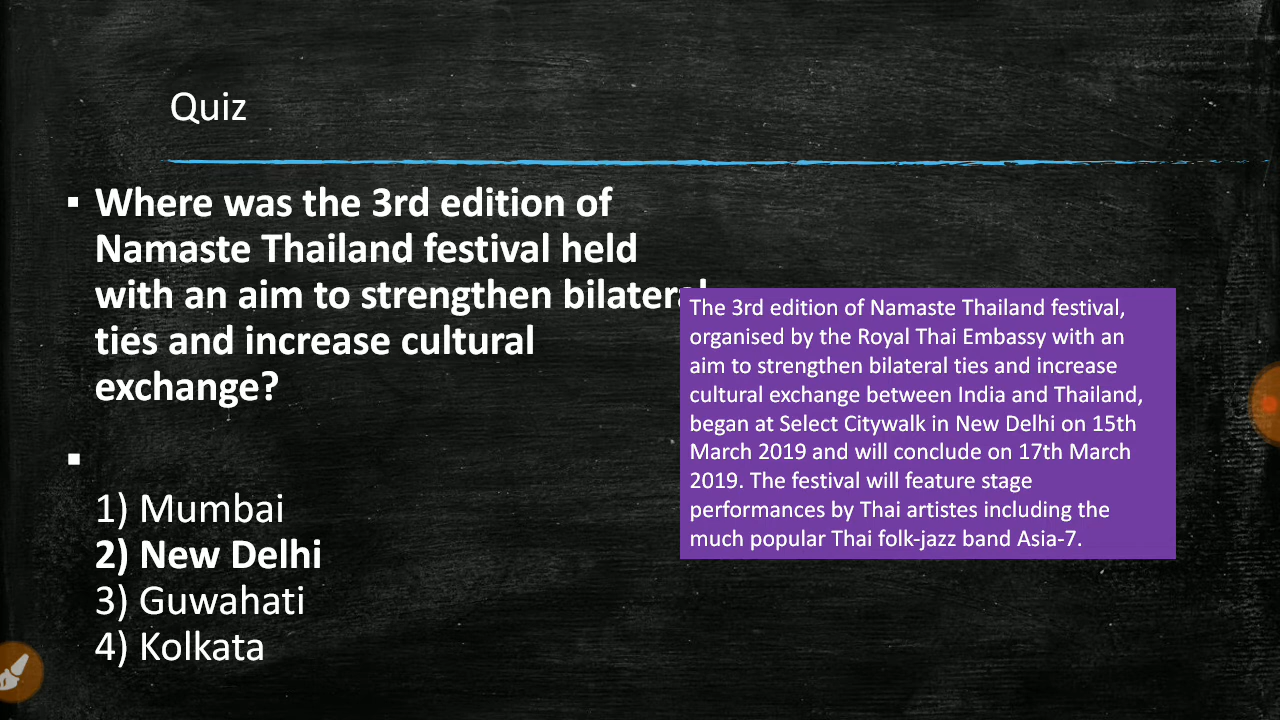 Quiz
Where was the 3rd edition of
Namaste Thailand festival held
with an aim to strengthen bilateral
ties and increase cultural
exchange?
1) Mumbai
2) New Delhi
3) Guwahati
4) Kolkata
The 3rd edition of Namaste Thailand festival,
organised by the Royal Thai Embassy with an
aim to strengthen bilateral ties and increase
cultural exchange between India and Thailand,
began at Select Citywalk in New Delhi on 15th
March 2019 and will conclude on 17th March
2019. The festival will feature stage
performances by Thai artistes including the
much popular Thai folk-jazz band Asia-7.